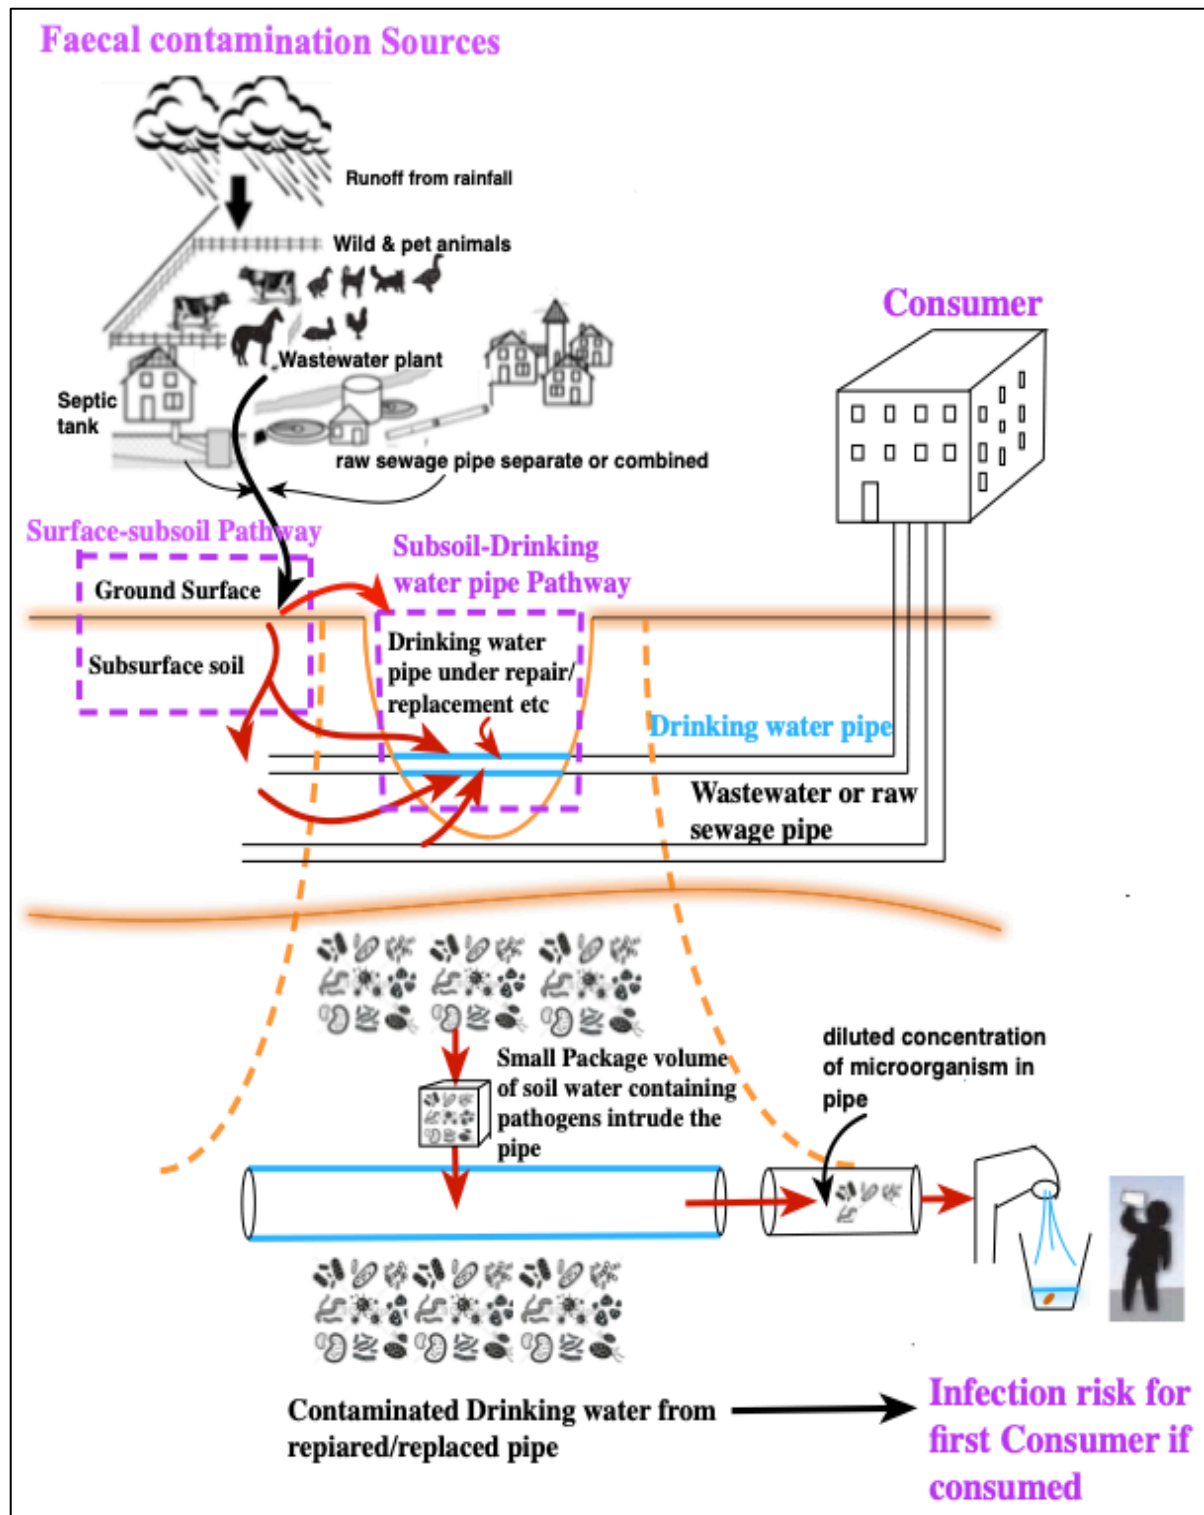 Faecal contamination Sources
Runoff from rainfall
Wild & pet animals
Wastewater plant
Septic
tank
raw sewage pipe separate or combined
Consumer
Surface-subsoil Pathway
Ground Surface
Subsurface soil
Subsoil-Drinking
water pipe Pathway
Drinking water
pipe under repair/
replacement etc
Drinking water pipe
Wastewater or raw
sewage pipe
Small Package volume
of soil water containing
pathogens intrude the
pipe
diluted concentration
of microorganism in
pipe
Contaminated Drinking water from
repiared/replaced pipe
Infection risk for
first Consumer if
consumed